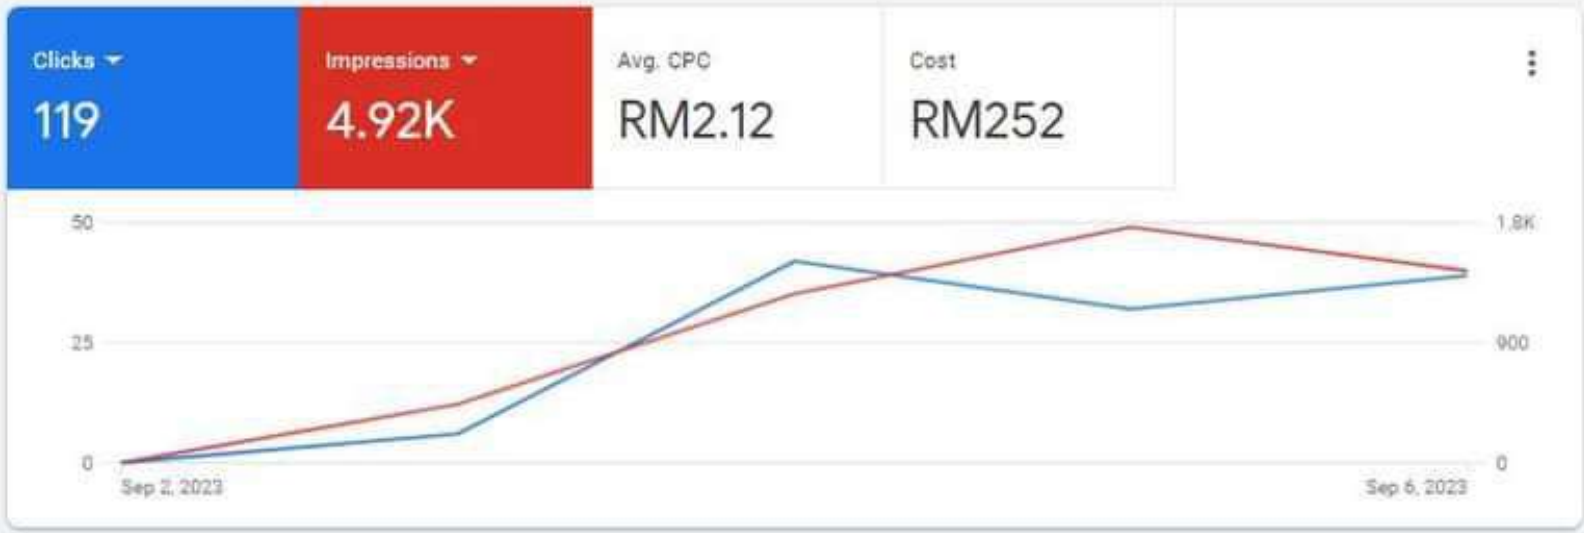 Clicks
119
Impressions
4.92K
Avg. CPC
RM2.12
Cost
RM252
50
1.8K
25
900
0
0
Sep 2, 2023
Sep 6, 2023